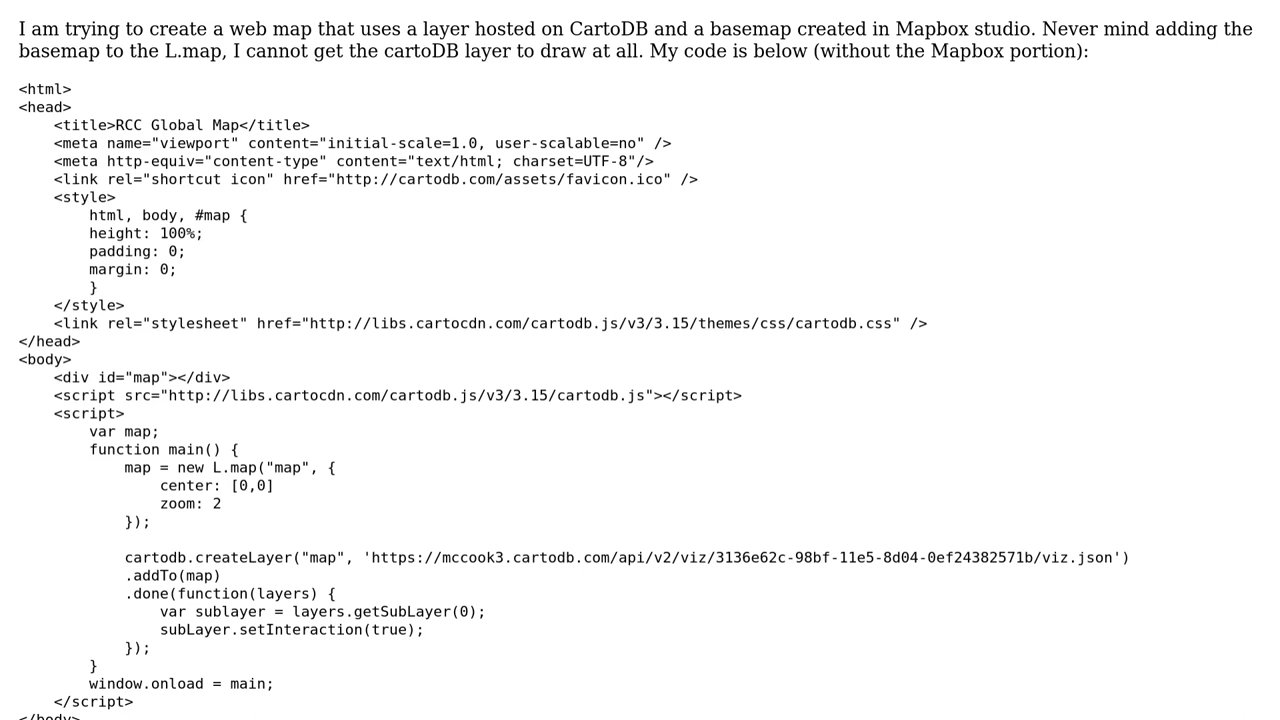 I am trying to create a web map that uses a layer hosted on CartoDB and a basemap created in Mapbox studio. Never mind adding the
basemap to the L.map, I cannot get the cartoDB layer to draw at all. My code is below (without the Mapbox portion):
<html>
<head>
    <title>RCC Global Map</title>
    <meta name="viewport" content="initial-scale=1.0, user-scalable=no" />
    <meta http-equiv="content-type" content="text/html; charset=UTF-8"/>
    <link rel="shortcut icon" href="http://cartodb.com/assets/favicon.ico" />
    <style>
        html, body, #map {
        height: 100%;
        padding: 0;
        margin: 0;
        }
    </style>
    <link rel="stylesheet" href="http://libs.cartocdn.com/cartodb.js/v3/3.15/themes/css/cartodb.css" />
</head>
<body>
    <div id="map"></div>
    <script src="http://libs.cartocdn.com/cartodb.js/v3/3.15/cartodb.js"></script>
    <script>
        var map;
        function main() {
            map = new L.map("map", {
                center: [0,0]
                zoom: 2
            });
            cartodb.createLayer("map", 'https://mccook3.cartodb.com/api/v2/viz/3136e62c-98bf-11e5-8d04-0ef24382571b/viz.json')
            .addTo(map)
            .done(function(layers) {
                var sublayer = layers.getSubLayer(0);
                subLayer.setInteraction(true);
            });
        }
        window.onload = main;
    </script>
</body>